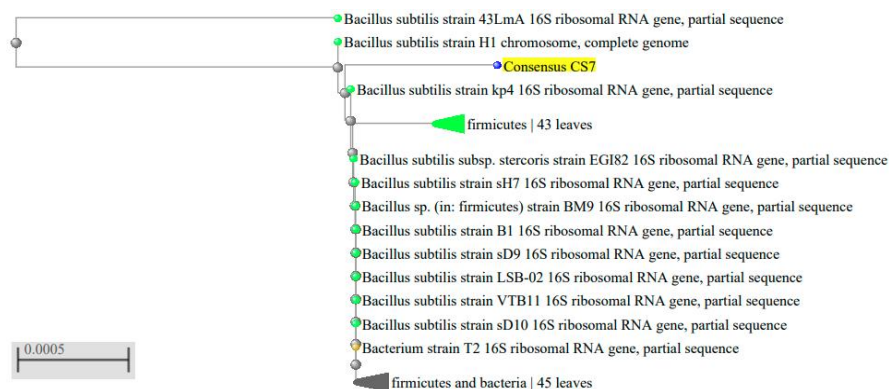 Bacillus subtilis strain 43LmA 16S ribosomal RNA gene, partial sequence
Bacillus subtilis strain H1 chromosome, complete genome
Consensus CS7
Bacillus subtilis strain kp4 16S ribosomal RNA gene, partial sequence
firmicutes | 43 leaves
Bacillus subtilis subsp. stercoris strain EGI82 16S ribosomal RNA gene, partial sequence
Bacillus subtilis strain sH7 16S ribosomal RNA gene, partial sequence
Bacillus sp. (in: firmicutes) strain BM9 16S ribosomal RNA gene, partial sequence
Bacillus subtilis strain B1 16S ribosomal RNA gene, partial sequence
Bacillus subtilis strain sD9 16S ribosomal RNA gene, partial sequence
Bacillus subtilis strain LSB-02 16S ribosomal RNA gene, partial sequence
Bacillus subtilis strain VTB11 16S ribosomal RNA gene, partial sequence
Bacillus subtilis strain sD10 16S ribosomal RNA gene, partial sequence
Bacterium strain T2 16S ribosomal RNA gene, partial sequence
0.0005
firmicutes and bacteria | 45 leaves